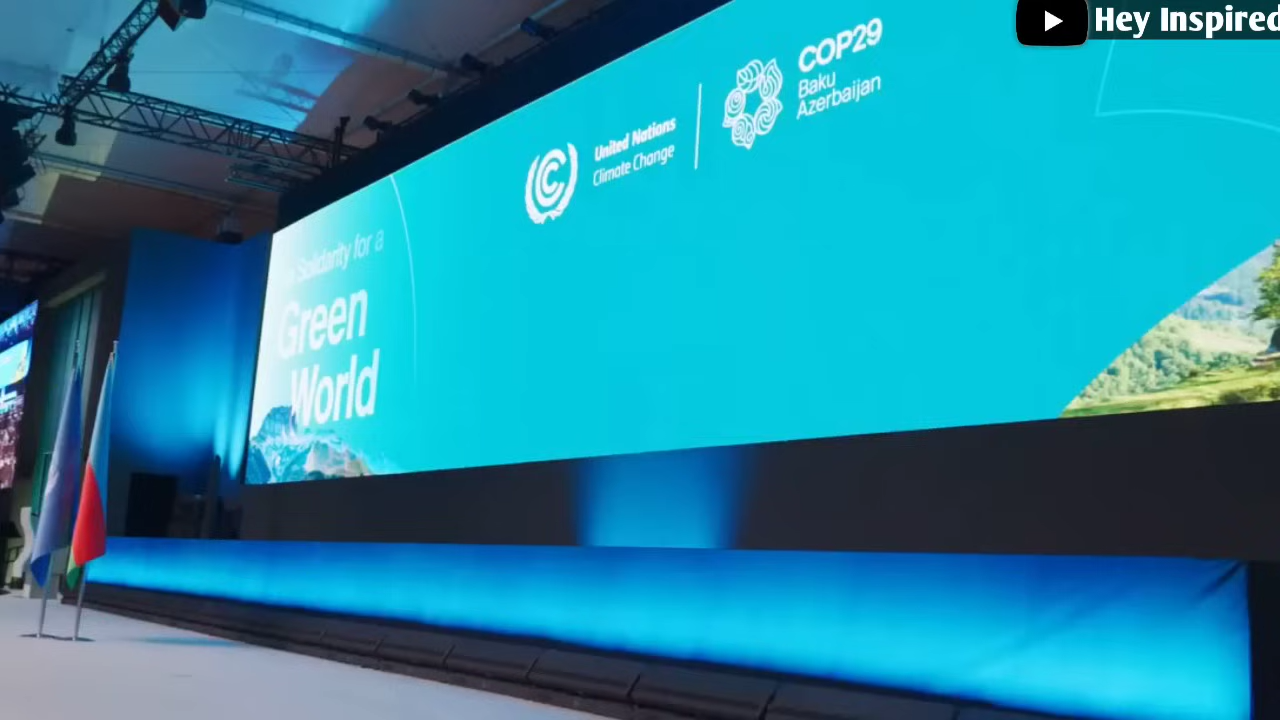 Hey Inspired
COP29
Baku
Azerbaijan
United Nations
Climate Change
Solidarity for a
Green
World